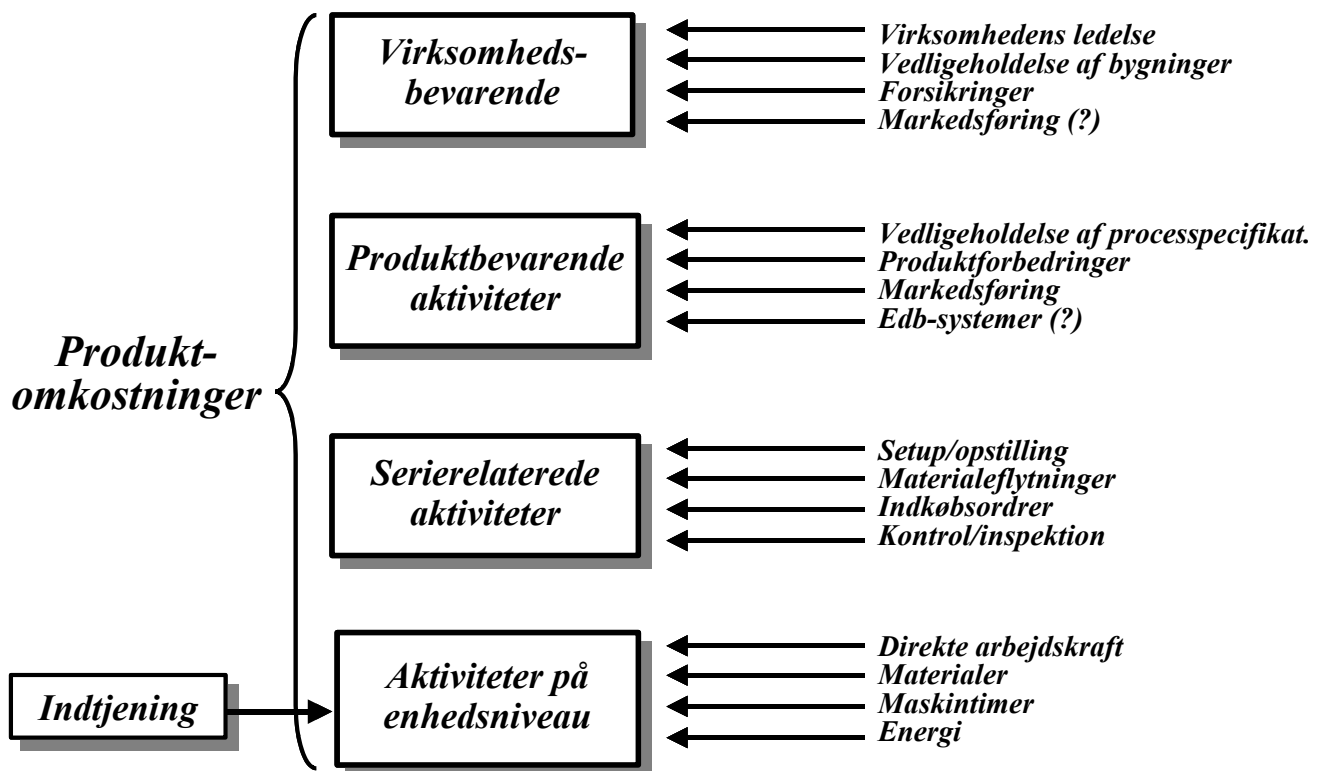 Virksomheds-
bevarende
Virksomhedens ledelse
Vedligeholdelse af bygninger
Forsikringer
Markedsføring (?)
Produktbevarende
aktiviteter
Vedligeholdelse af processpecifikat.
Produktforbedringer
Markedsføring
Edb-systemer (?)
Produkt-
omkostninger
Serierelaterede
aktiviteter
Setup/opstilling
Materialeflytninger
Indkøbsordrer
Kontrol/inspektion
Indtjening
Aktiviteter på
enhedsniveau
Direkte arbejdskraft
Materialer
Maskintimer
Energi